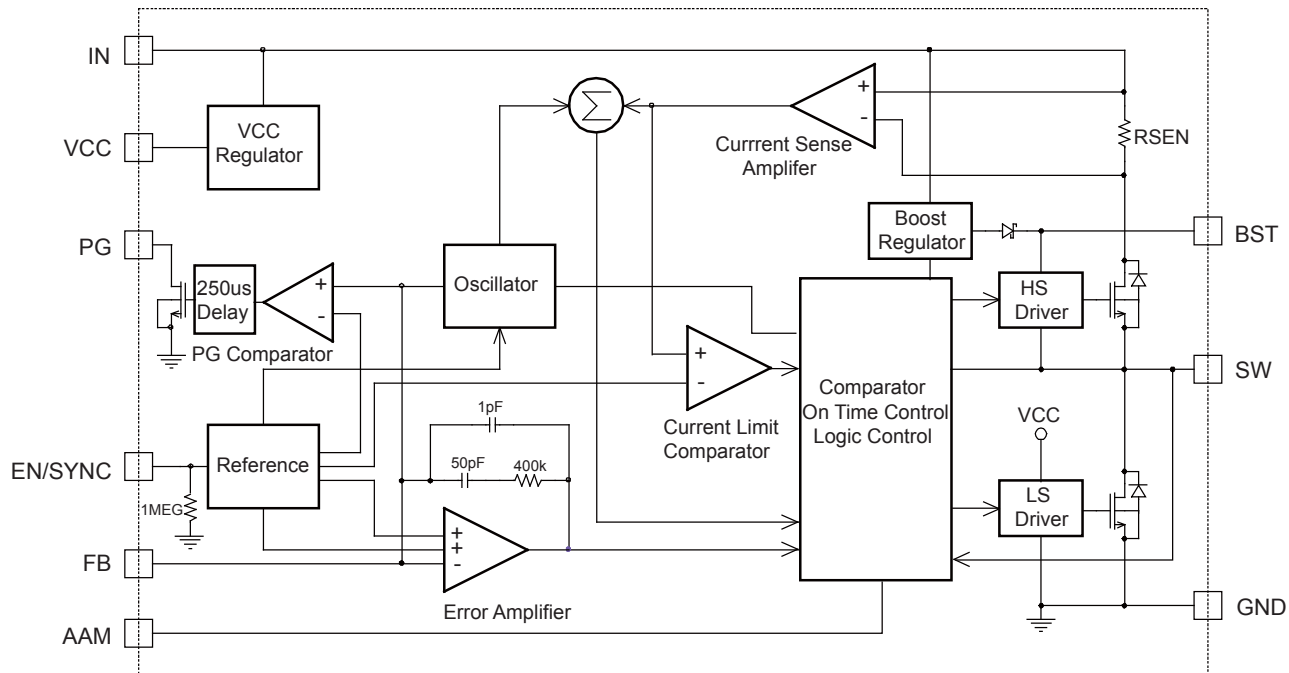 IN
VCC
Regulator
VCC
Σ
+
-
Currrent Sense
Amplifer
RSEN
Boost
Regulator
BST
PG
250us
Delay
+
-
PG Comparator
Oscillator
HS
Driver
SW
+
-
Current Limit
Comparator
Comparator
On Time Control
Logic Control
VCC
1pF
50pF
400k
EN/SYNC
Reference
1MEG
LS
Driver
FB
+
+
-
Error Amplifier
GND
AAM